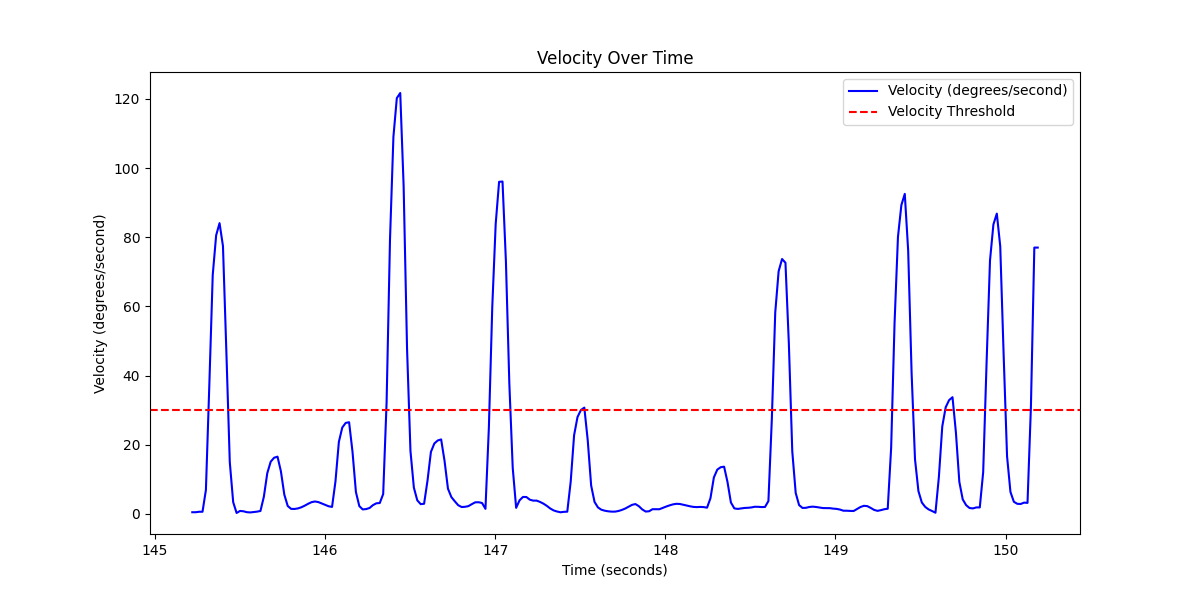 Velocity Over Time
Velocity (degrees/second)
Velocity Threshold
120
100
80
60
40
20
0
Velocity (degrees/second)
145
146
147
148
149
150
Time (seconds)